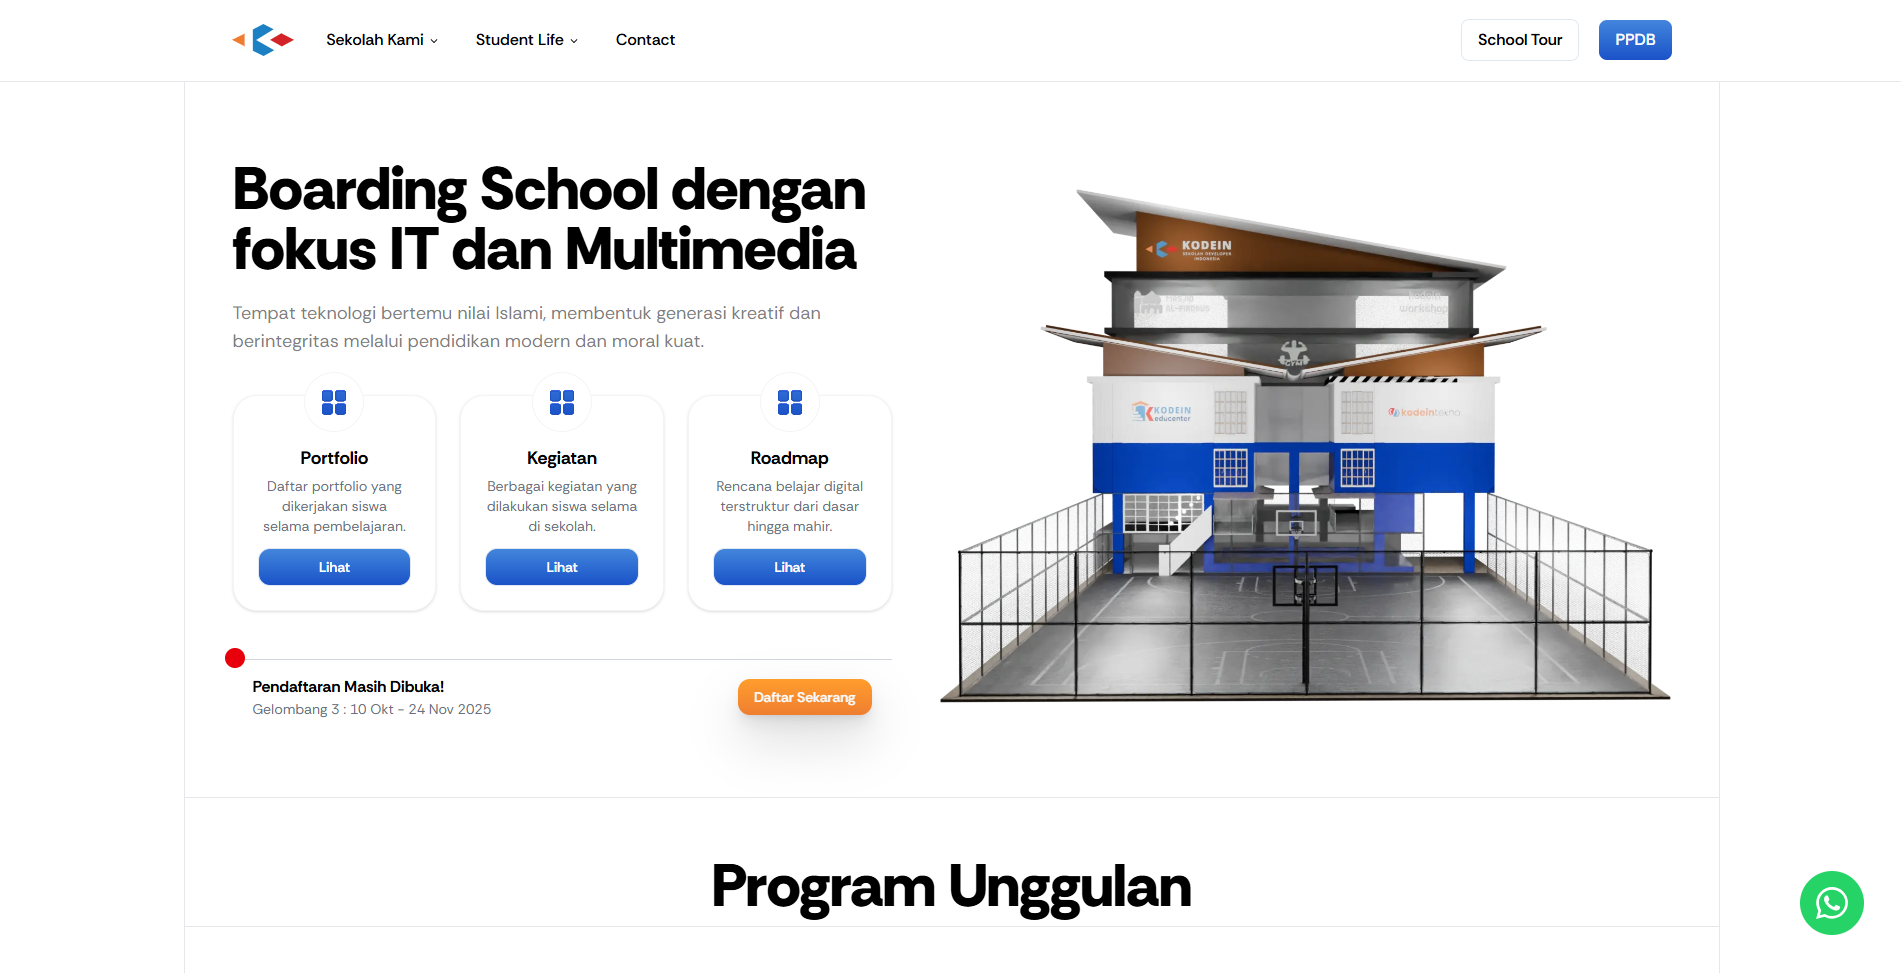 Sekolah Kami
Student Life
Contact
School Tour
PPDB
Boarding School dengan
fokus IT dan Multimedia
Tempat teknologi bertemu nilai Islami, membentuk generasi kreatif dan
berintegritas melalui pendidikan modern dan moral kuat.
Portfolio
Daftar portfolio yang
dikerjakan siswa
selama pembelajaran.
Lihat
Kegiatan
Berbagai kegiatan yang
dilakukan siswa selama
di sekolah.
Lihat
Roadmap
Rencana belajar digital
terstruktur dari dasar
hingga mahir.
Lihat
Pendaftaran Masih Dibuka!
Gelombang 3 : 10 Okt - 24 Nov 2025
Daftar Sekarang
KODEIN
SEKOLAH DEVELOPER
INDONESIA
workshop
GYM
KODEIN
educenter
kodeintekno
Program Unggulan